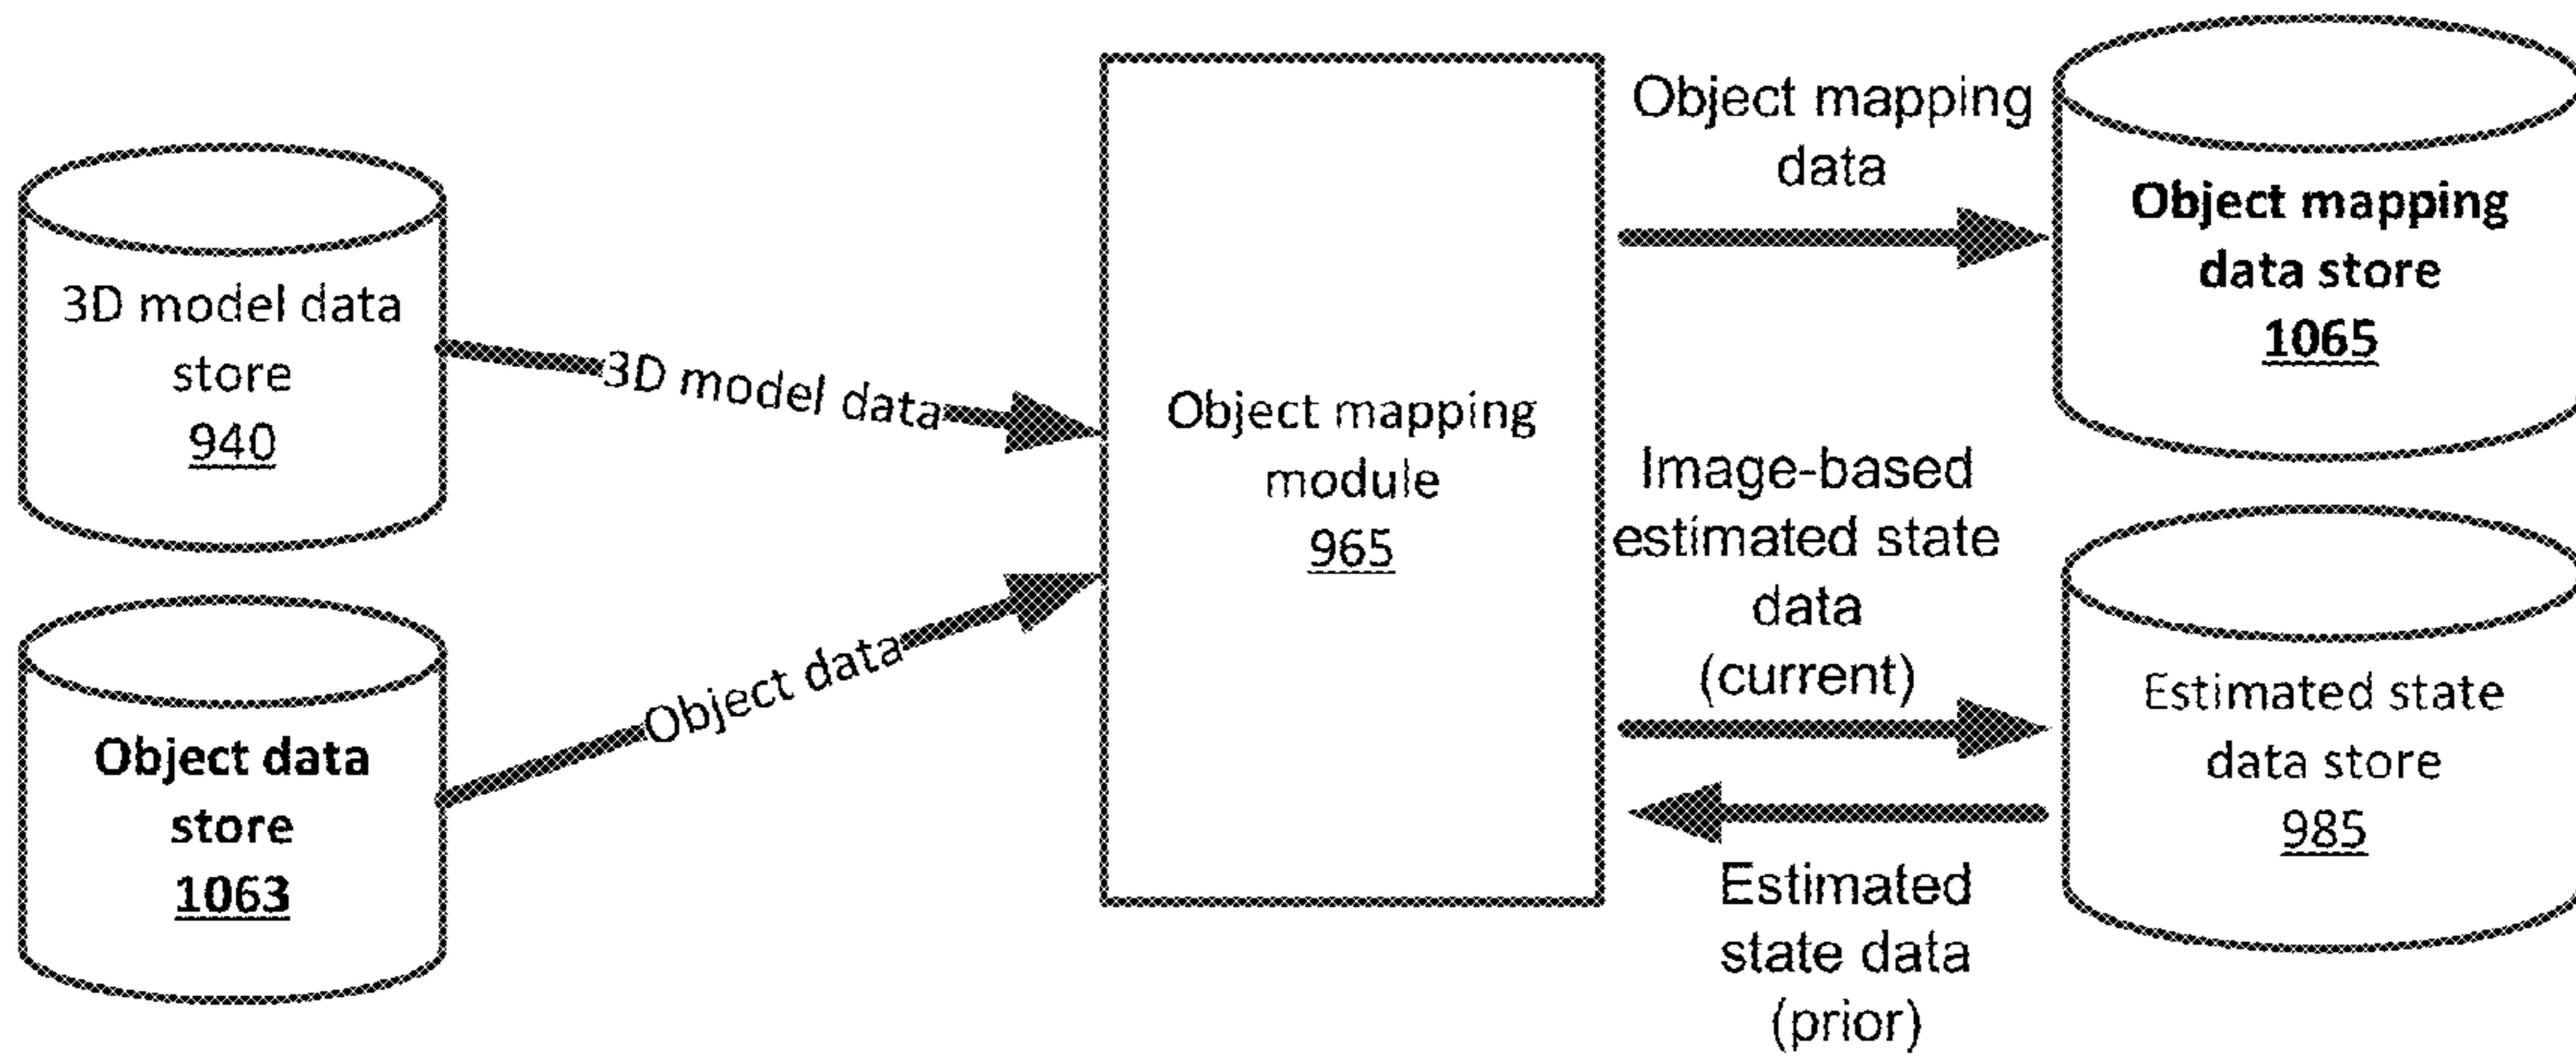 3D model data
store
940
Object data
store
1063
3D model data
Object data
Object mapping
module
965
Object mapping
data
Image-based
estimated state
data
(current)
Estimated
state data
(prior)
Object mapping
data store
1065
Estimated state
data store
985